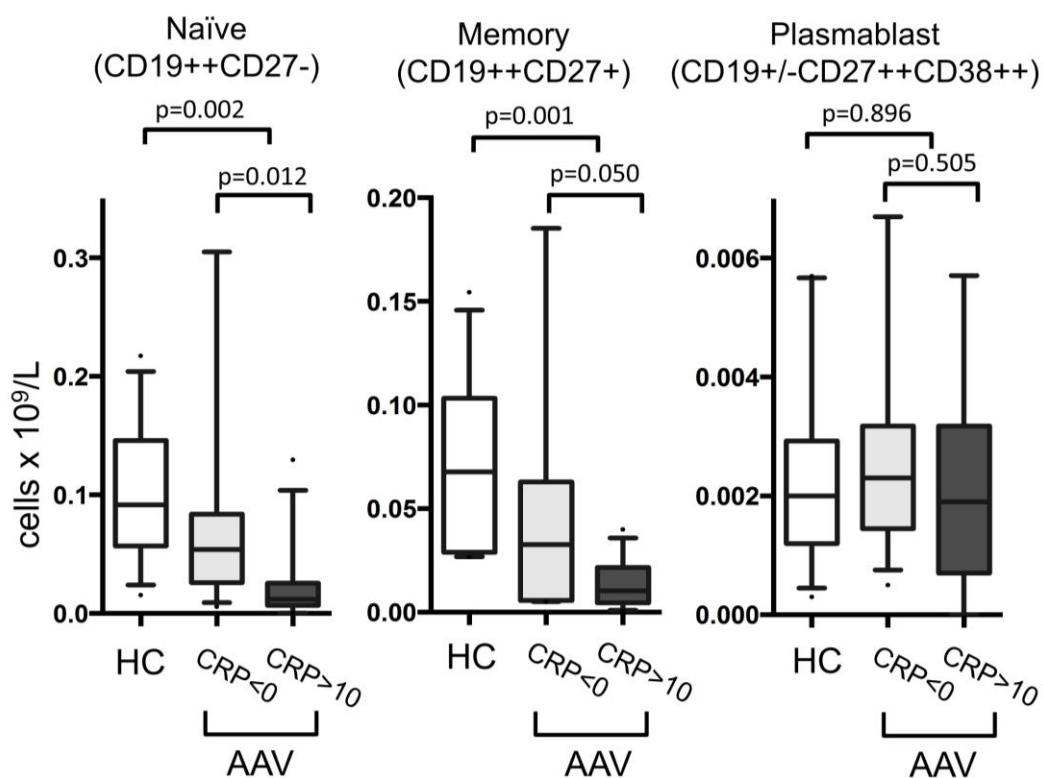 Naïve
(CD19++CD27-)
p=0.002
p=0.012
cells x 10⁹/L
0.3
0.2
0.1
0.0
HC
CRP<0
CRP>10
AAV
Memory
(CD19++CD27+)
p=0.001
p=0.050
0.20
0.15
0.10
0.05
0.00
HC
CRP<0
CRP>10
AAV
Plasmablast
(CD19+/-CD27++CD38++)
p=0.896
p=0.505
0.006
0.004
0.002
0.000
HC
CRP<0
CRP>10
AAV